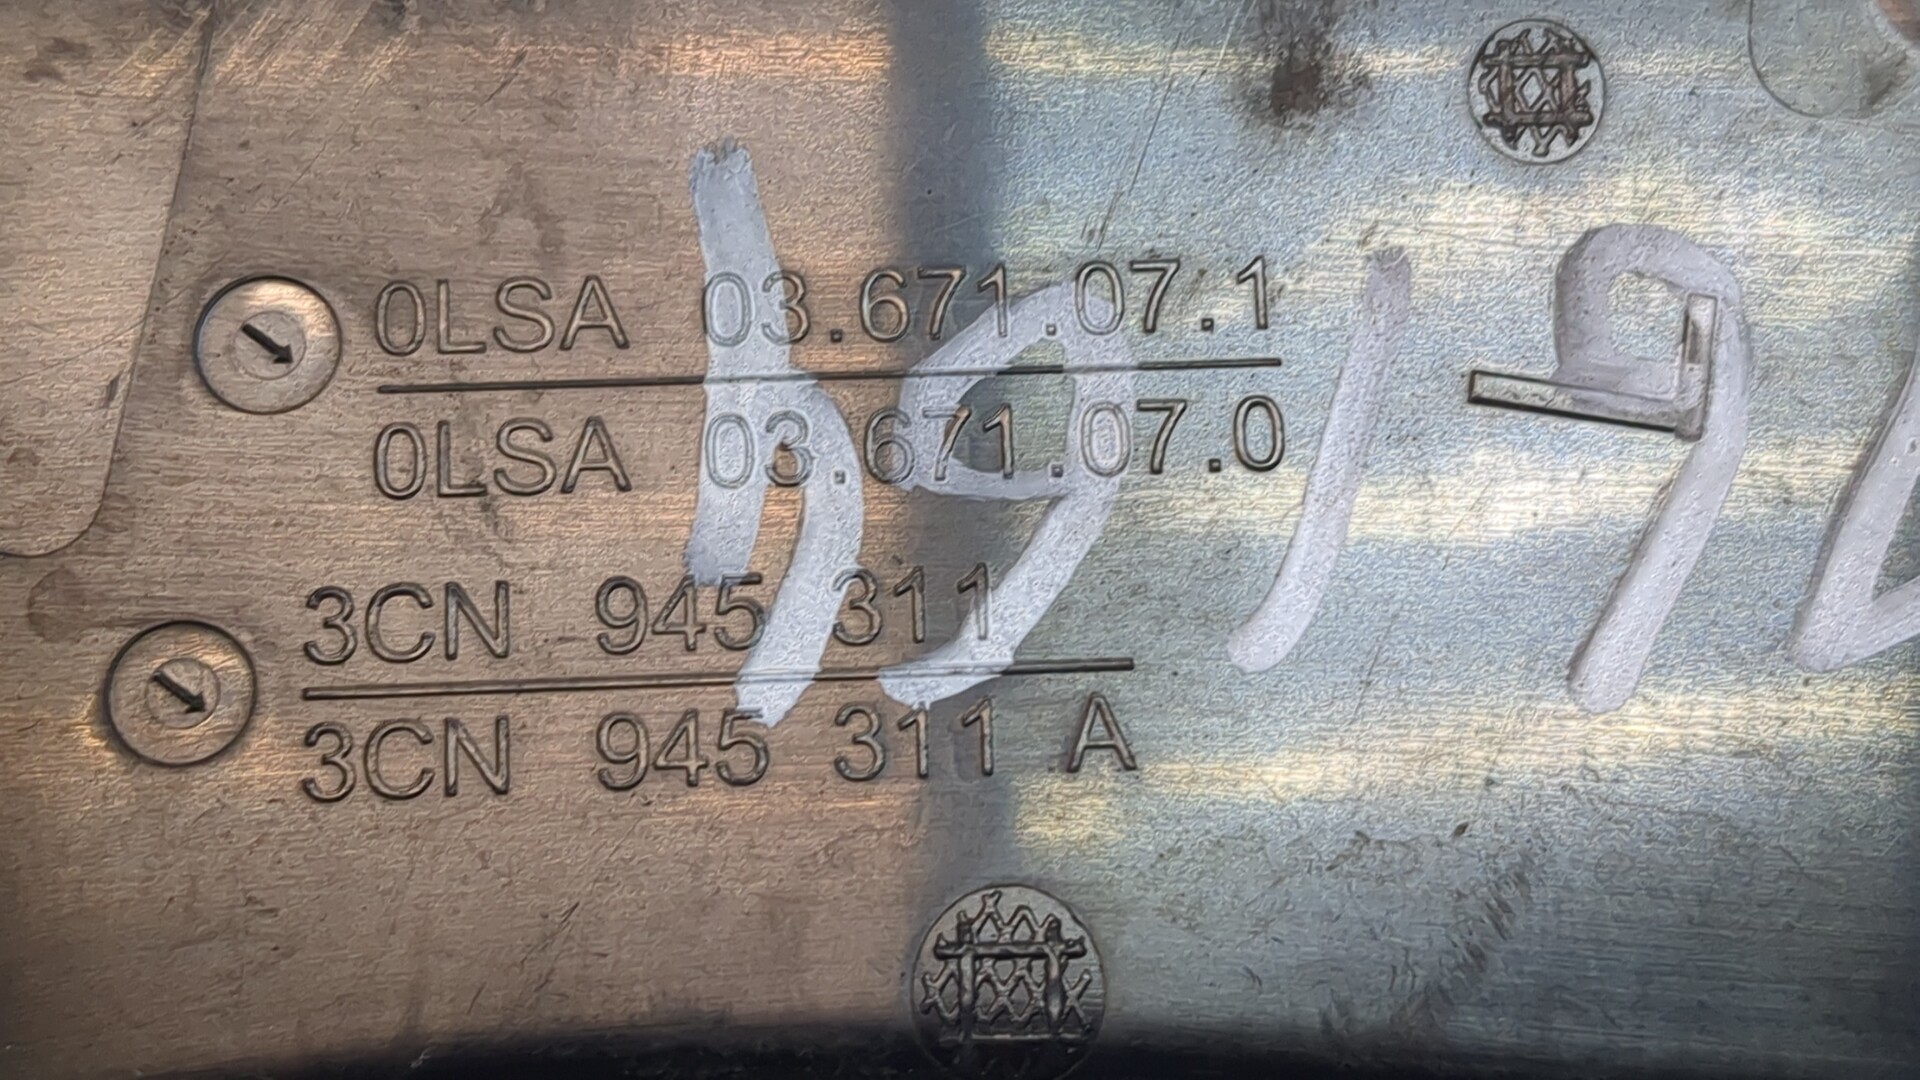 0LSA 03.671.07.1
0LSA 03.671.07.0
3CN 945 311
3CN 945 311 A